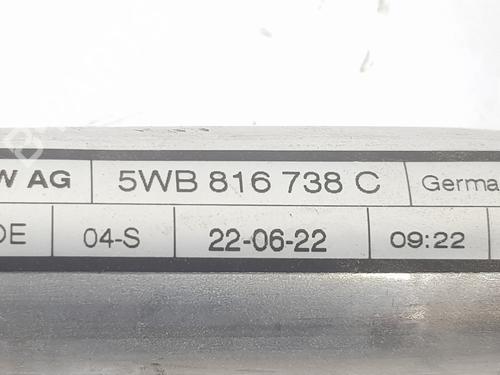 W AG 5WB 816 738 C Germa
DE 04-S 22-06-22 09:22